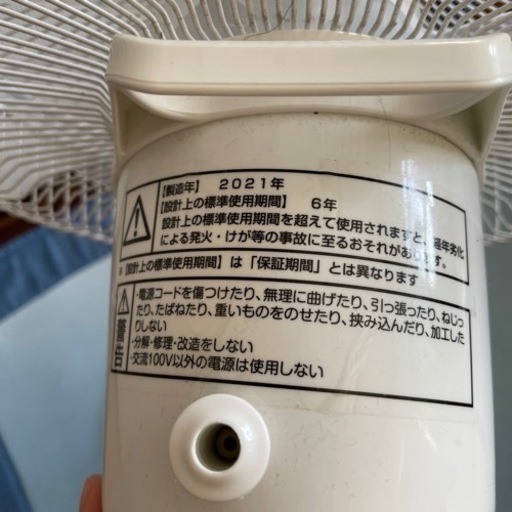 【製造年】 2021年
【設計上の標準使用期間】 6年
設計上の標準使用期間を超えて使用されますと、経年劣化
による発火・けが等の事故に至るおそれがあります。
*【設計上の標準使用期間】は「保証期間」とは異なります
警告
・電源コードを傷つけたり、無理に曲げたり、引っ張ったり、ねじっ
たり、たばねたり、重いものをのせたり、挟み込んだり、加工した
りしない
・分解・修理・改造をしない
・交流100V以外の電源は使用しない